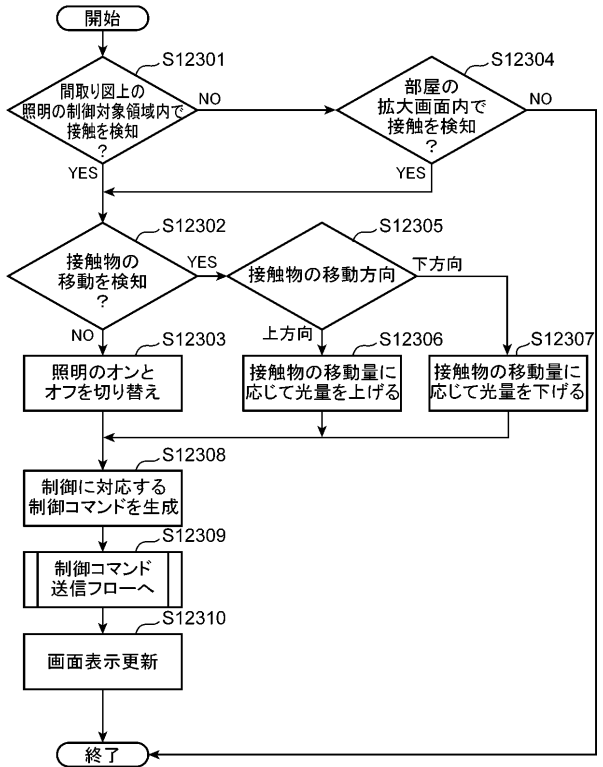 開始
S12301
間取り図上の
照明の制御対象領域内で
接触を検知
?
NO
YES
S12304
部屋の
拡大画面内で
接触を検知
?
NO
YES
S12302
接触物の
移動を検知
?
YES
NO
S12305
接触物の移動方向
下方向
上方向
S12303
照明のオンと
オフを切り替え
S12306
接触物の移動量に
応じて光量を上げる
S12307
接触物の移動量に
応じて光量を下げる
S12308
制御に対応する
制御コマンドを生成
S12309
制御コマンド
送信フローへ
S12310
画面表示更新
終了